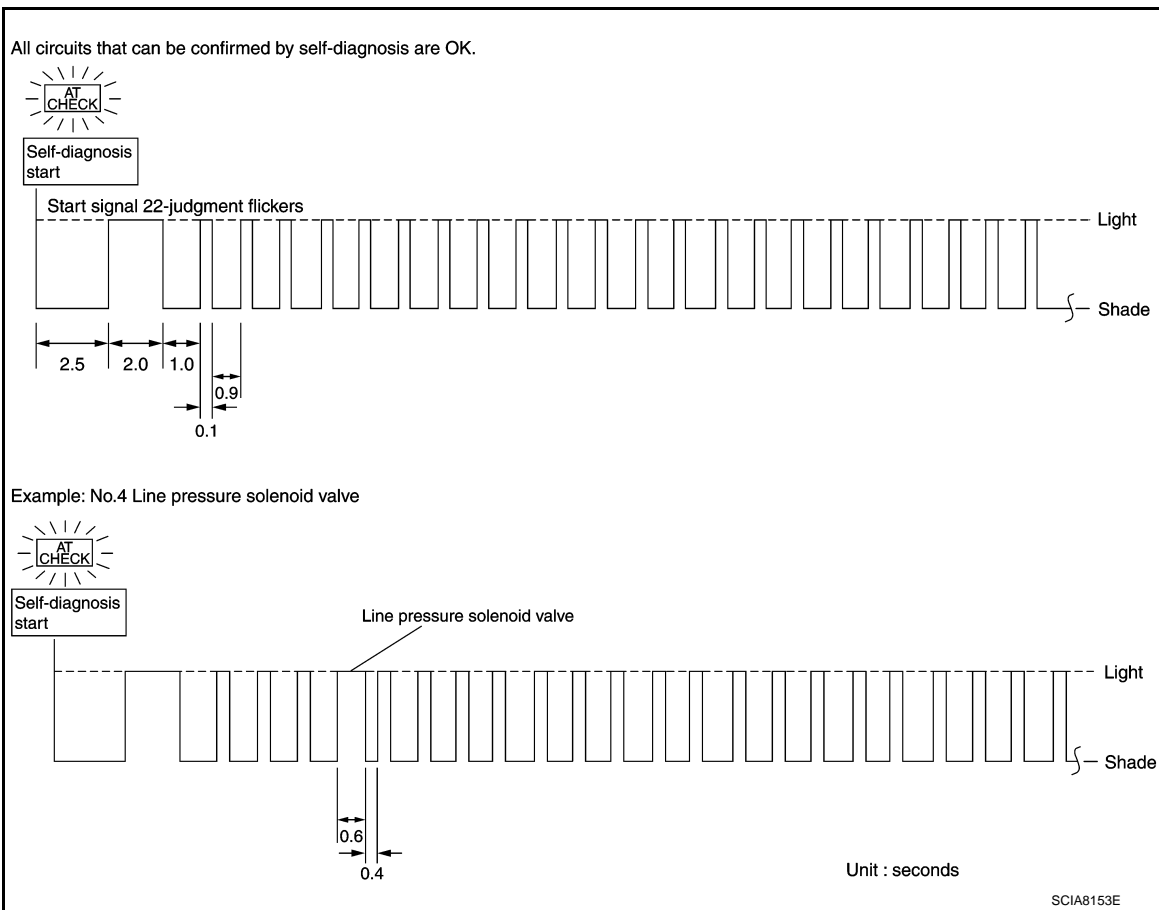 All circuits that can be confirmed by self-diagnosis are OK.
AT
CHECK
Self-diagnosis
start
Start signal 22-judgment flickers
Light
Shade
2.5
2.0
1.0
0.9
0.1
Example: No.4 Line pressure solenoid valve
AT
CHECK
Self-diagnosis
start
Line pressure solenoid valve
Light
Shade
0.6
0.4
Unit : seconds
SCIA8153E